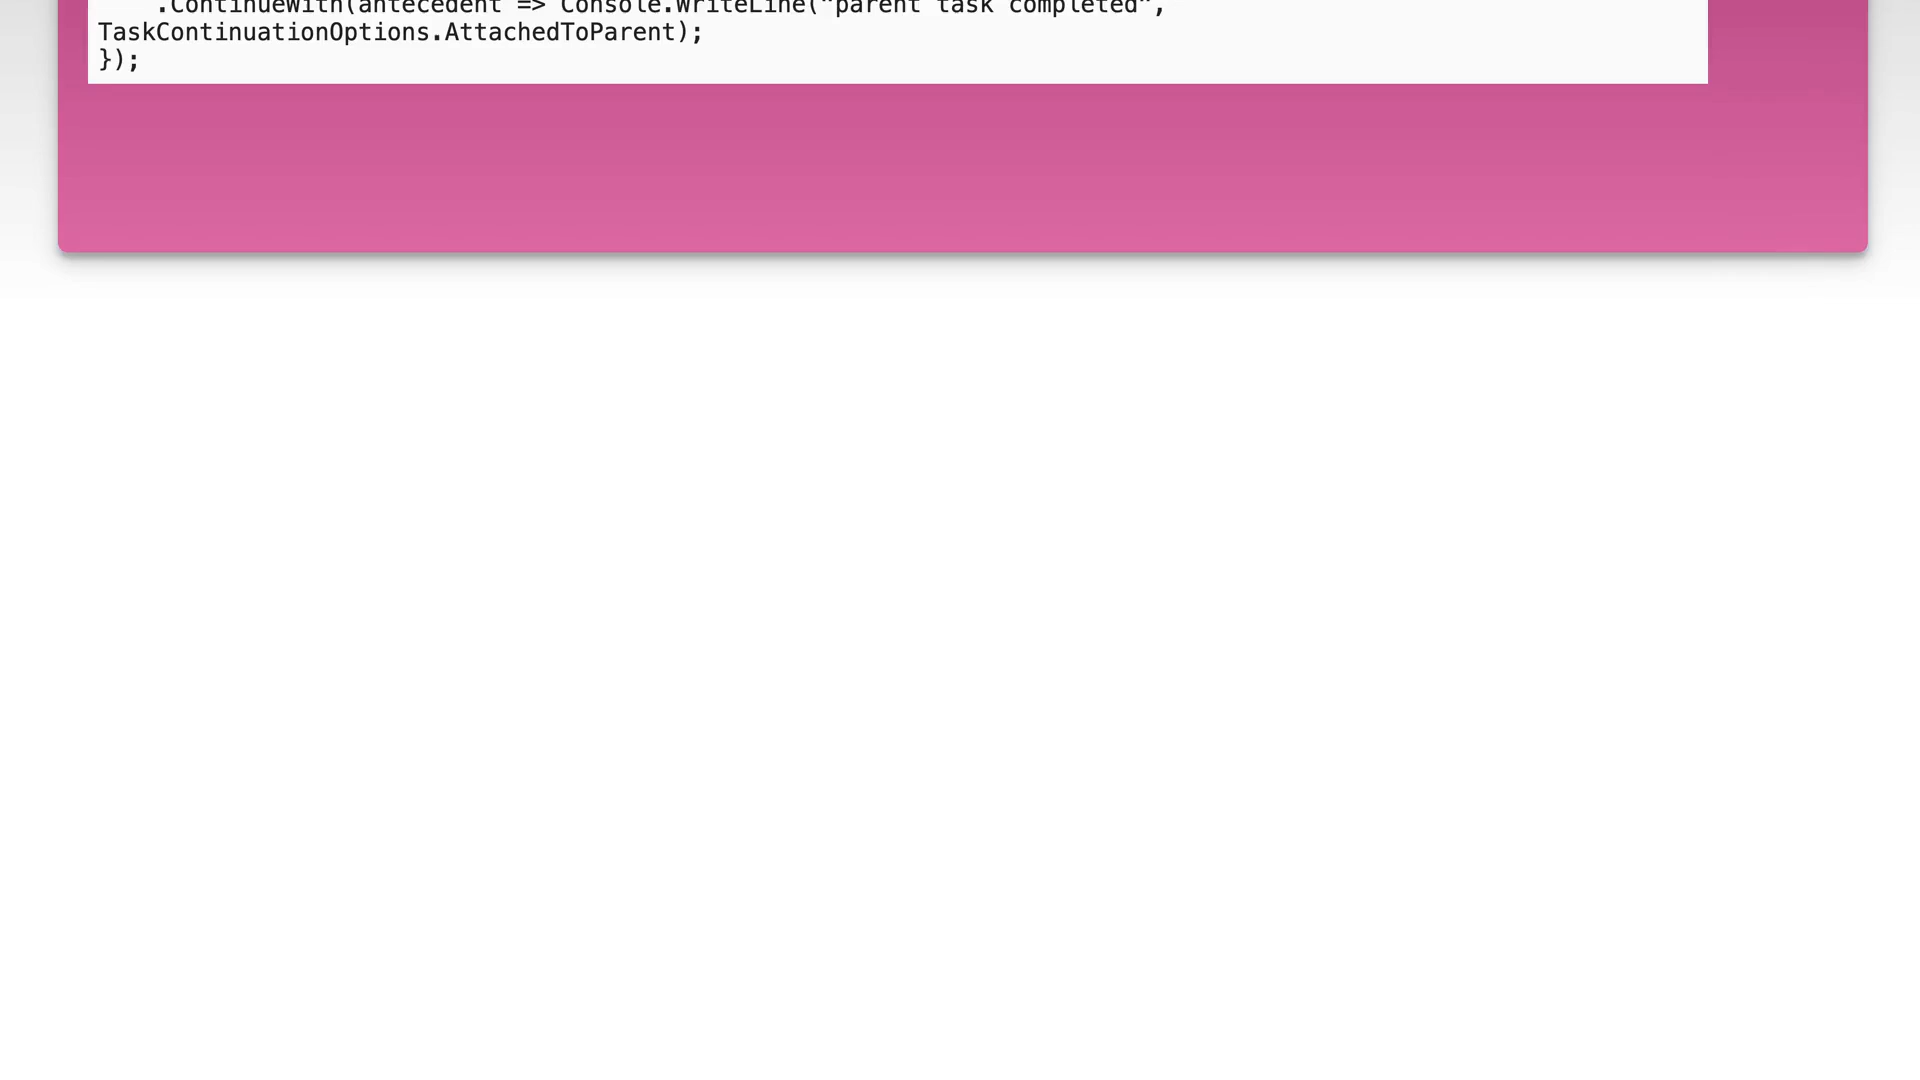 .ContinueWith(antecedent => Console.WriteLine("parent task completed",
TaskContinuationOptions.AttachedToParent);
});